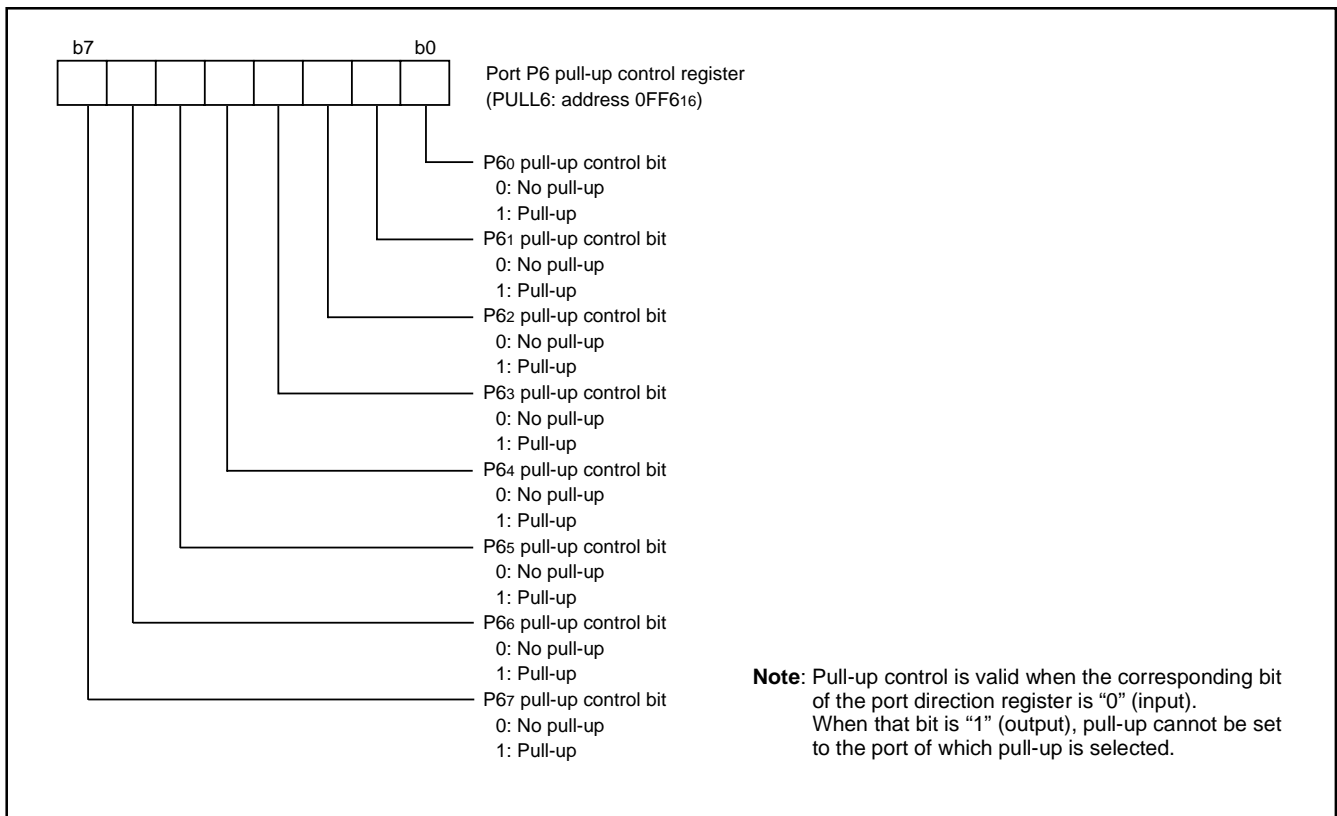 b7 b0
Port P6 pull-up control register
(PULL6: address 0FF616)
P60 pull-up control bit
0: No pull-up
1: Pull-up
P61 pull-up control bit
0: No pull-up
1: Pull-up
P62 pull-up control bit
0: No pull-up
1: Pull-up
P63 pull-up control bit
0: No pull-up
1: Pull-up
P64 pull-up control bit
0: No pull-up
1: Pull-up
P65 pull-up control bit
0: No pull-up
1: Pull-up
P66 pull-up control bit
0: No pull-up
1: Pull-up
P67 pull-up control bit
0: No pull-up
1: Pull-up
Note: Pull-up control is valid when the corresponding bit
of the port direction register is “0” (input).
When that bit is “1” (output), pull-up cannot be set
to the port of which pull-up is selected.